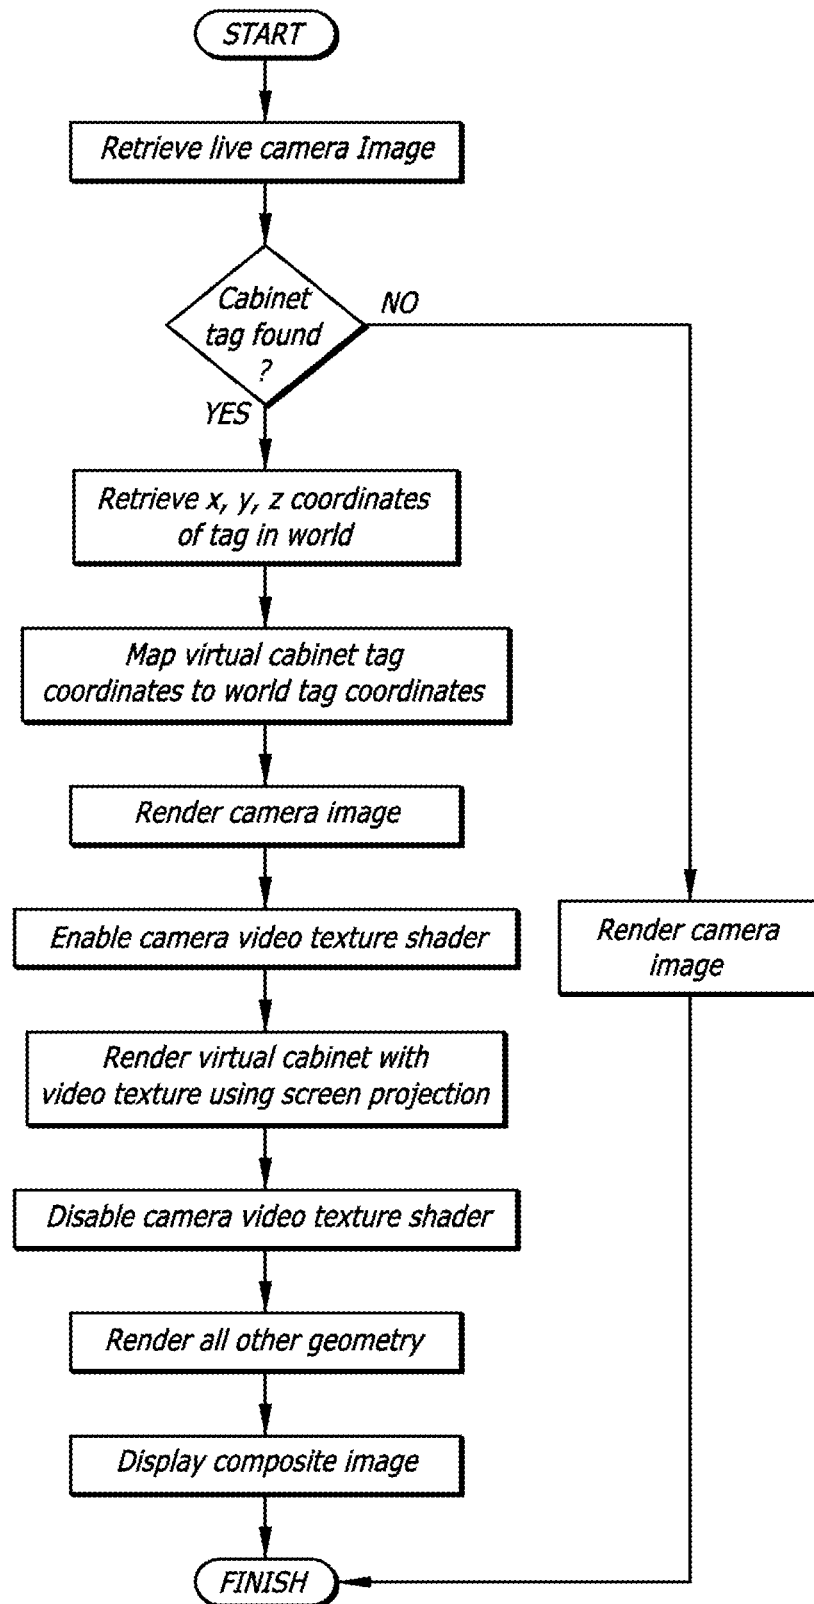 START
Retrieve live camera Image
Cabinet
tag found
?
NO
YES
Retrieve x, y, z coordinates
of tag in world
Map virtual cabinet tag
coordinates to world tag coordinates
Render camera image
Enable camera video texture shader
Render camera
image
Render virtual cabinet with
video texture using screen projection
Disable camera video texture shader
Render all other geometry
Display composite image
FINISH